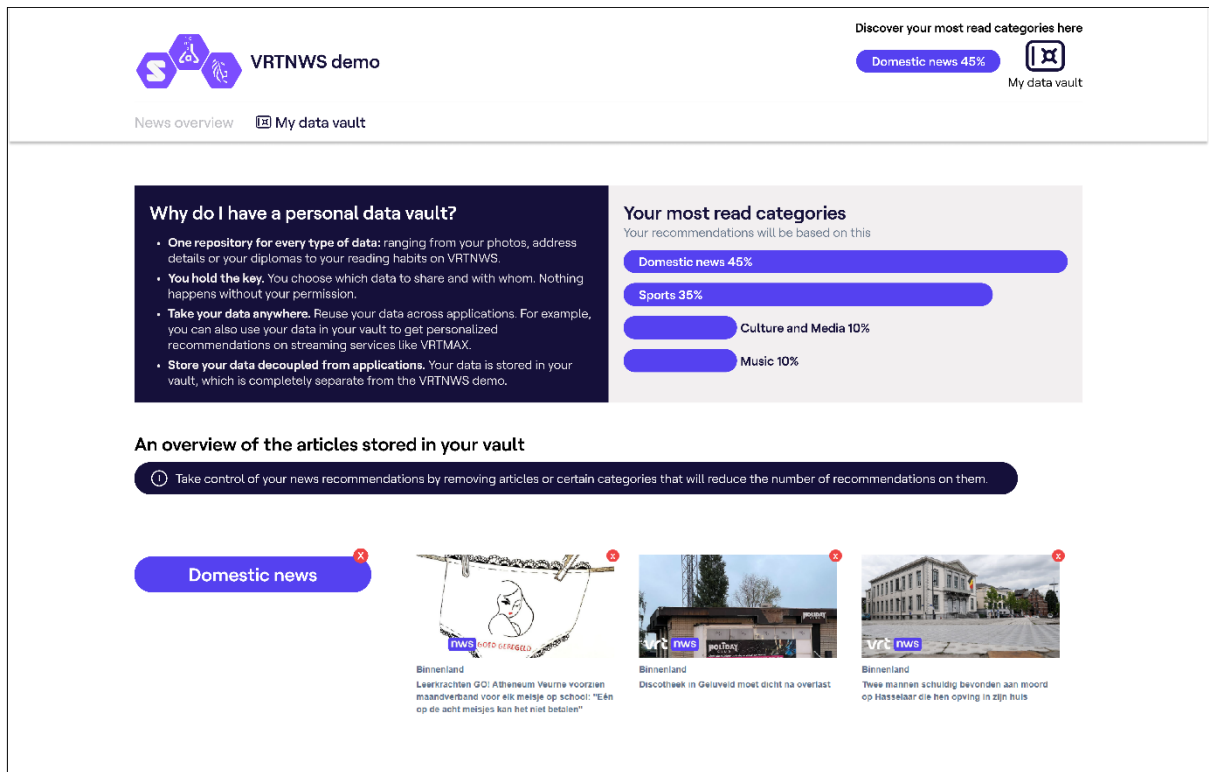 Discover your most read categories here
S
VRTNWS demo
Domestic news 45%
My data vault
News overview
My data vault
Why do I have a personal data vault?
• One repository for every type of data: ranging from your photos, address
details or your diplomas to your reading habits on VRTNWS.
• You hold the key. You choose which data to share and with whom. Nothing
happens without your permission.
• Take your data anywhere. Reuse your data across applications. For example,
you can also use your data in your vault to get personalized
recommendations on streaming services like VRTMAX.
• Store your data decoupled from applications. Your data is stored in your
vault, which is completely separate from the VRTNWS demo.
Your most read categories
Your recommendations will be based on this
Domestic news 45%
Sports 35%
Culture and Media 10%
Music 10%
An overview of the articles stored in your vault
Take control of your news recommendations by removing articles or certain categories that will reduce the number of recommendations on them.
Domestic news
X
nws
GOED GEREGELD
X
Binnenland
Leerkrachten GO! Atheneum Veurne voorzien
maandverband voor elk meisje op school: "Eén
op de acht meisjes kan het niet betalen"
HOLIDAY
HOLIDAY
vrt nws
X
Binnenland
Discotheek in Geluveld moet dicht na overlast
vrt nws
X
Binnenland
Twee mannen schuldig bevonden aan moord
op Hasselaar die hen opving in zijn huis